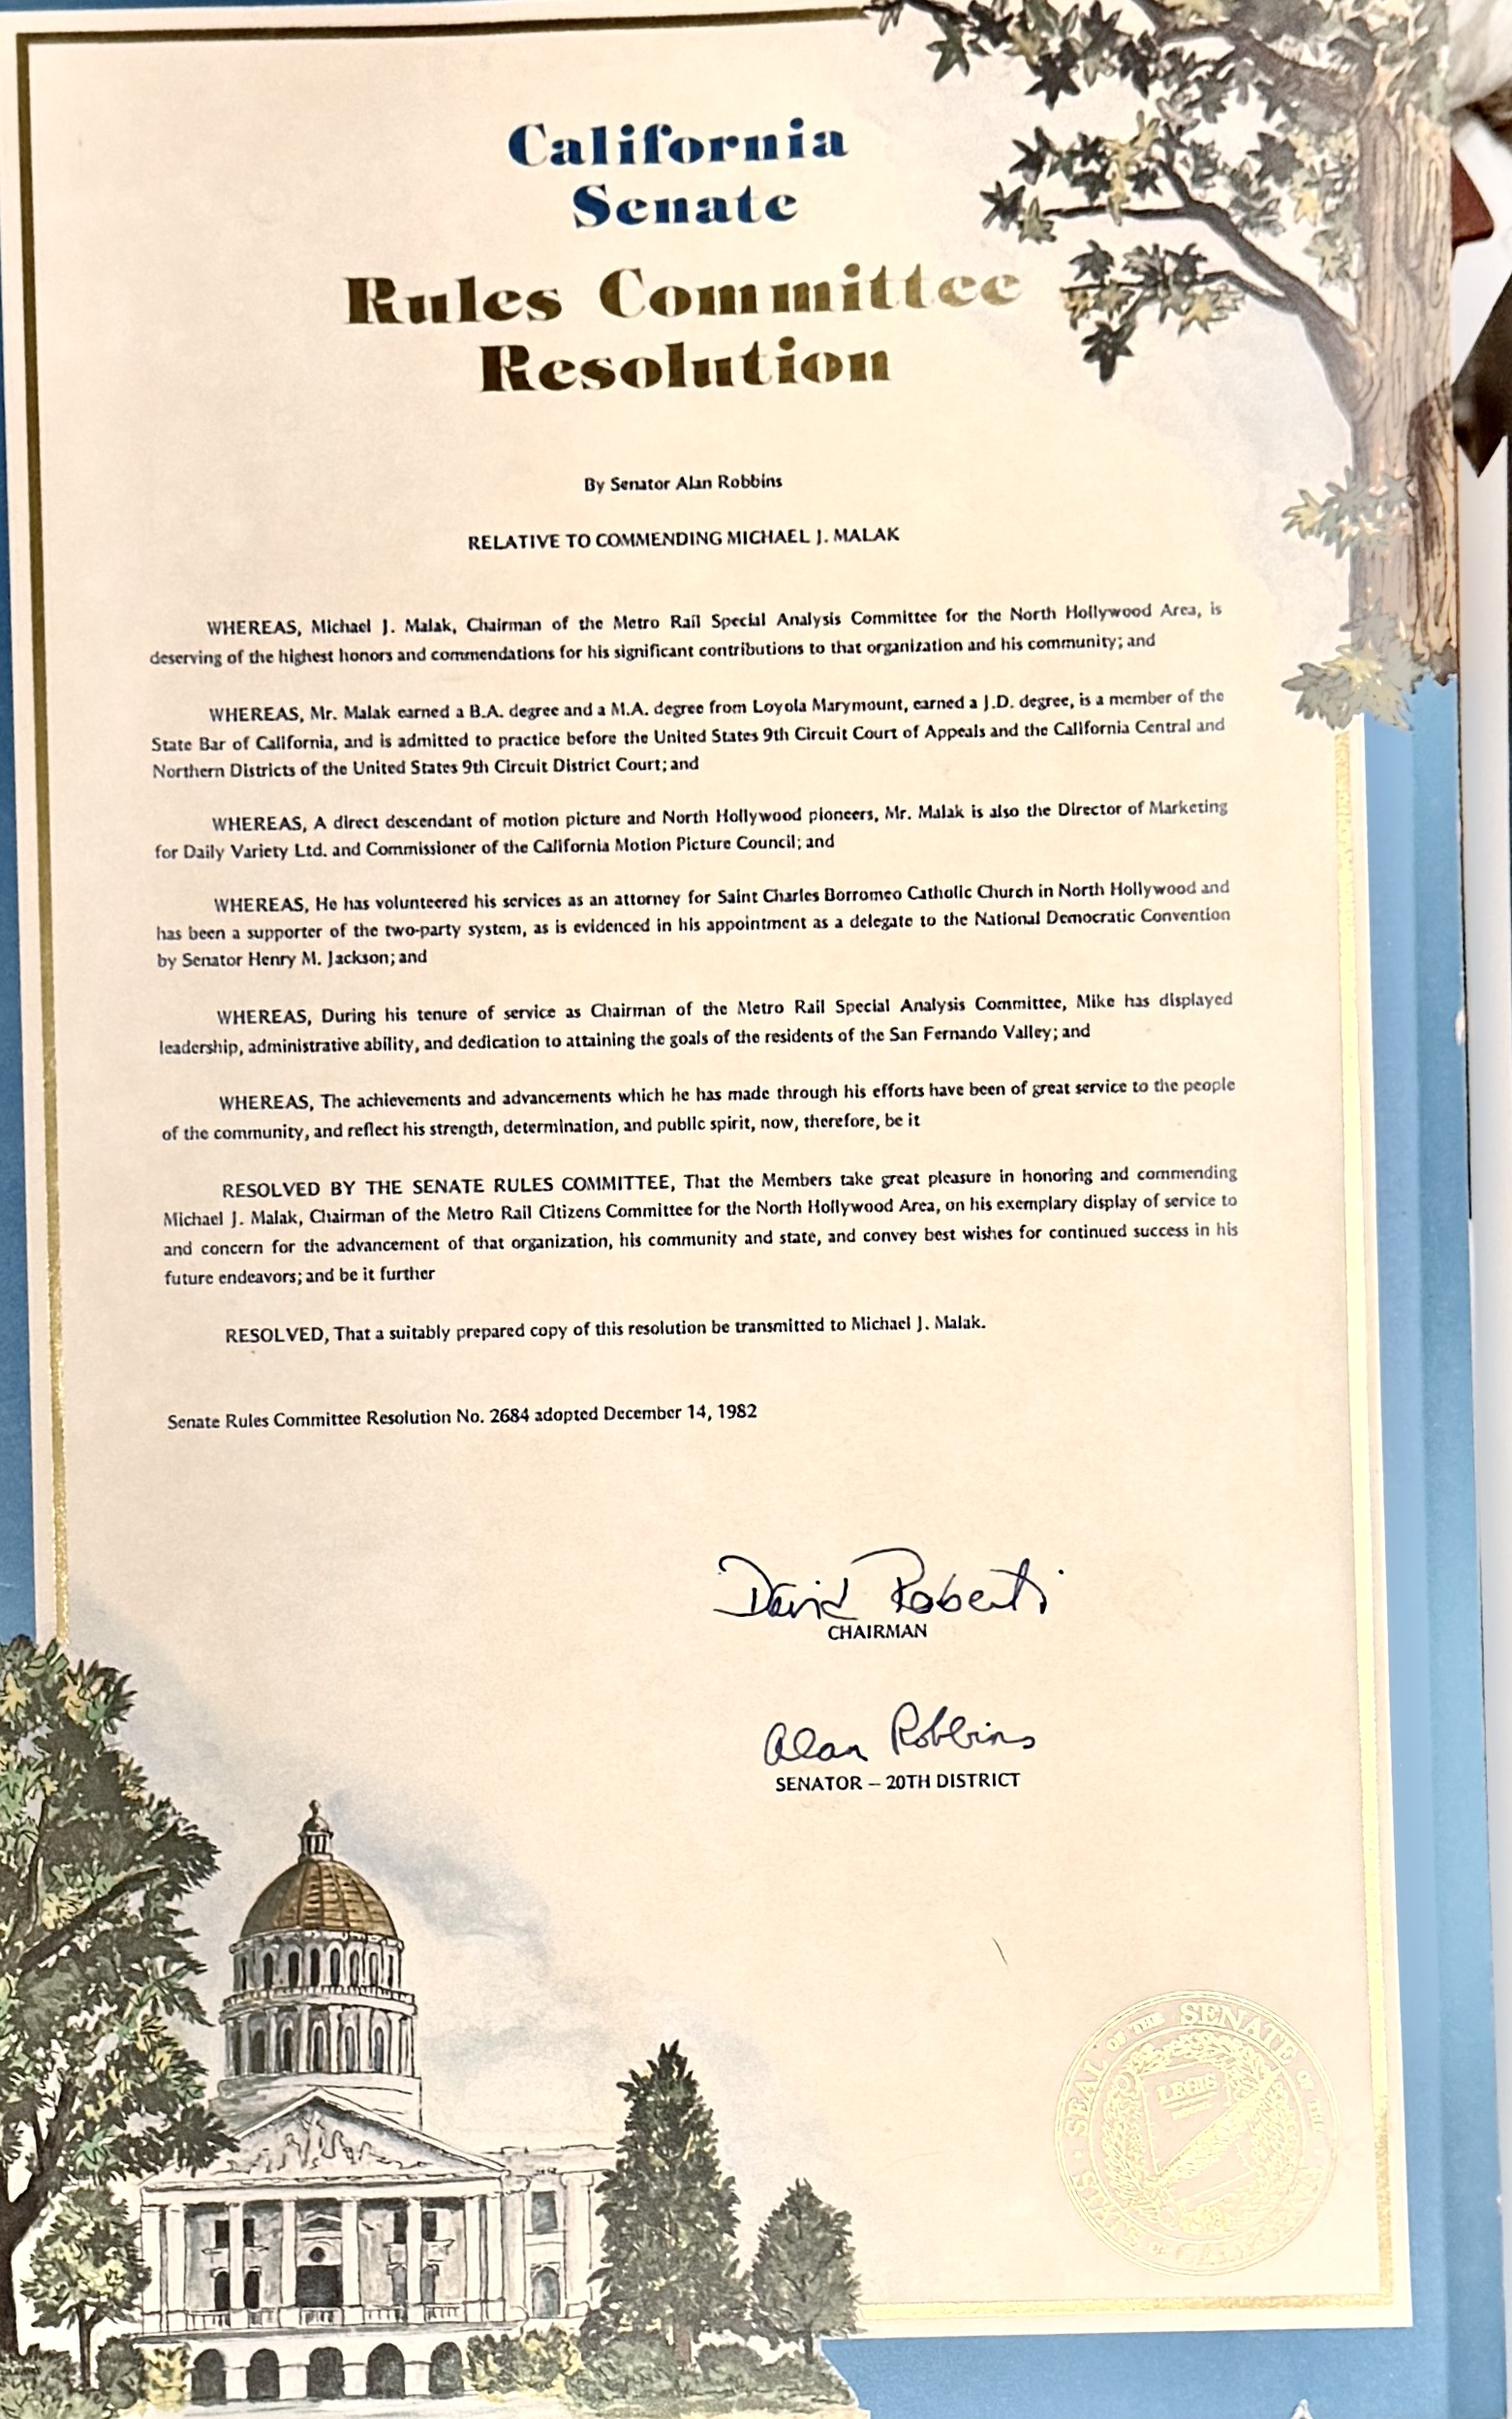 California
Senate
Rules Committee
Resolution
By Senator Alan Robbins
RELATIVE TO COMMENDING MICHAEL J. MALAK
WHEREAS, Michael J. Malak, Chairman of the Metro Rail Special Analysis Committee for the North Hollywood Area, is
deserving of the highest honors and commendations for his significant contributions to that organization and his community; and
WHEREAS, Mr. Malak earned a B.A. degree and a M.A. degree from Loyola Marymount, earned a J.D. degree, is a member of the
State Bar of California, and is admitted to practice before the United States 9th Circuit Court of Appeals and the California Central and
Northern Districts of the United States 9th Circuit District Court; and
WHEREAS, A direct descendant of motion picture and North Hollywood pioneers, Mr. Malak is also the Director of Marketing
for Daily Variety Ltd. and Commissioner of the California Motion Picture Council; and
WHEREAS, He has volunteered his services as an attorney for Saint Charles Borromeo Catholic Church in North Hollywood and
has been a supporter of the two-party system, as is evidenced in his appointment as a delegate to the National Democratic Convention
by Senator Henry M. Jackson; and
WHEREAS, During his tenure of service as Chairman of the Metro Rail Special Analysis Committee, Mike has displayed
leadership, administrative ability, and dedication to attaining the goals of the residents of the San Fernando Valley; and
WHEREAS, The achievements and advancements which he has made through his efforts have been of great service to the people
of the community, and reflect his strength, determination, and public spirit, now, therefore, be it
RESOLVED BY THE SENATE RULES COMMITTEE, That the Members take great pleasure in honoring and commending
Michael J. Malak, Chairman of the Metro Rail Citizens Committee for the North Hollywood Area, on his exemplary display of service to
and concern for the advancement of that organization, his community and state, and convey best wishes for continued success in his
future endeavors; and be it further
RESOLVED, That a suitably prepared copy of this resolution be transmitted to Michael J. Malak.
Senate Rules Committee Resolution No. 2684 adopted December 14, 1982
David Roberti
CHAIRMAN
Alan Robbins
SENATOR – 20TH DISTRICT
SEAL OF THE SENATE OF THE
LEGIS